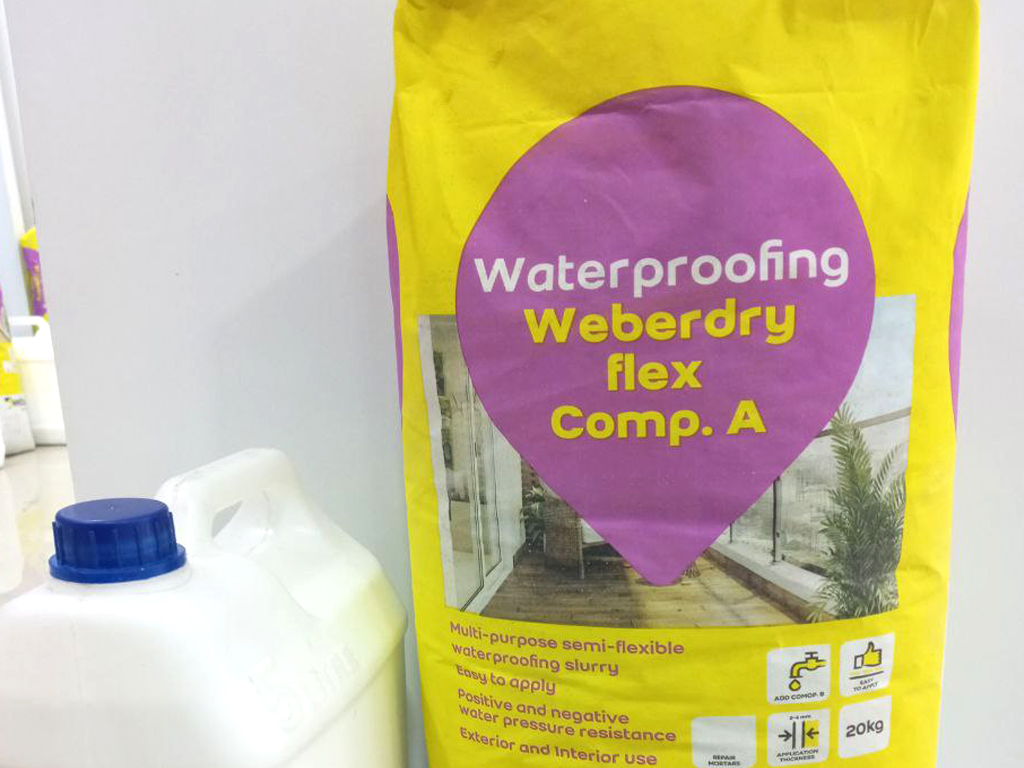 Waterproofing
Weberdry
flex
Comp. A
Multi-purpose semi-flexible
waterproofing slurry
Easy to apply
Positive and negative
water pressure resistance
Exterior and Interior use
ADD COMOP. B
EASY
TO APPLY
REPAIR
MORTARS
2-4 mm
APPLICATION
THICKNESS
20kg